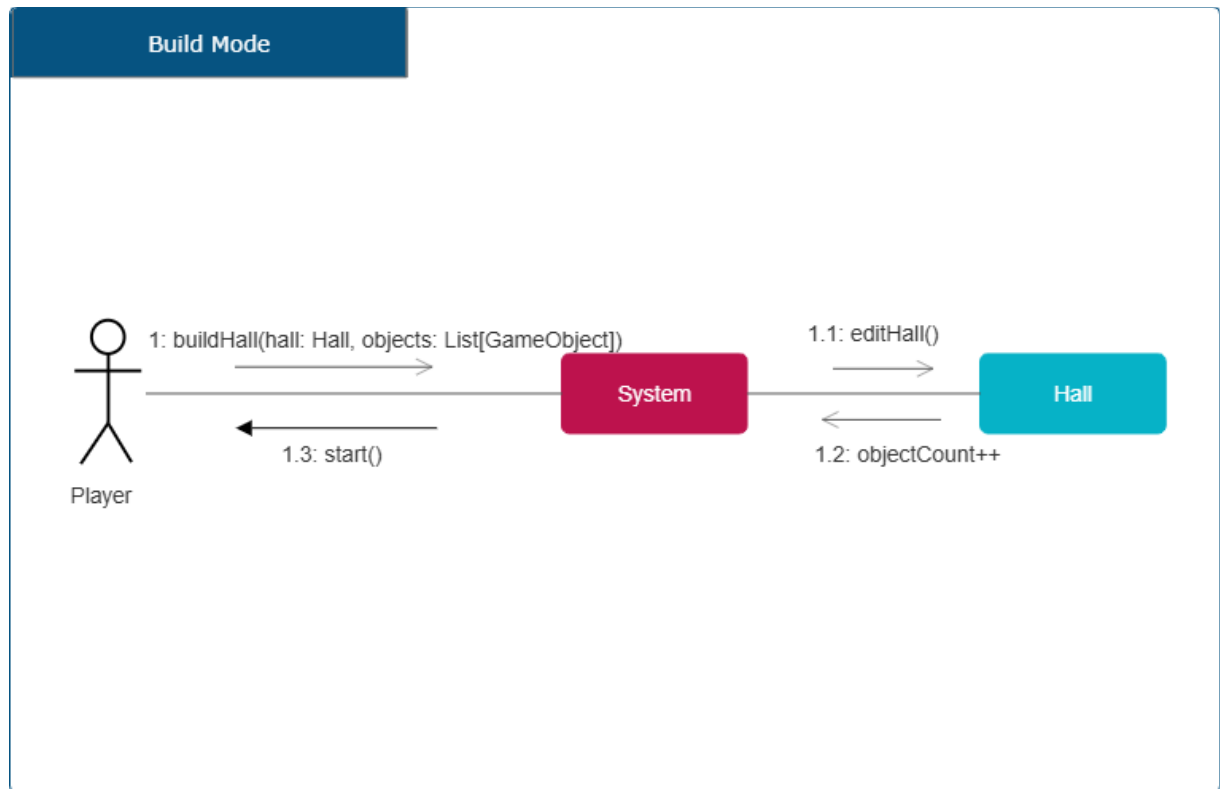 Build Mode
1: buildHall(hall: Hall, objects: List[GameObject])
1.1: editHall()
System
Hall
1.3: start()
1.2: objectCount++
Player